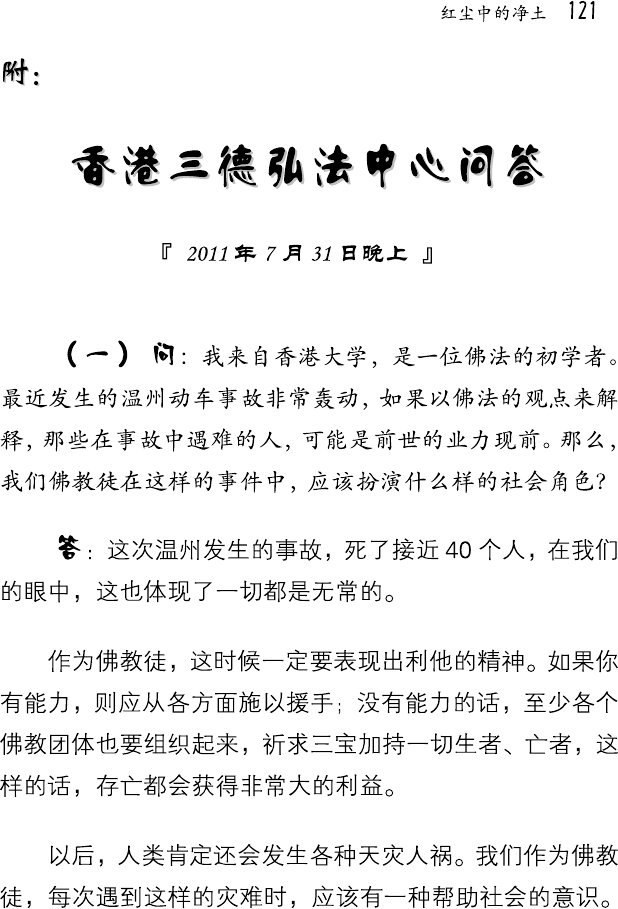 红尘中的净土 121
附：
香港三德弘法中心问答
『 2011年 7 月 31 日晚上 』
（一） 问：我来自香港大学，是一位佛法的初学者。
最近发生的温州动车事故非常轰动，如果以佛法的观点来解
释，那些在事故中遇难的人，可能是前世的业力现前。那么，
我们佛教徒在这样的事件中，应该扮演什么样的社会角色？
答：这次温州发生的事故，死了接近 40 个人，在我们
的眼中，这也体现了一切都是无常的。
作为佛教徒，这时候一定要表现出利他的精神。如果你
有能力，则应从各方面施以援手；没有能力的话，至少各个
佛教团体也要组织起来，祈求三宝加持一切生者、亡者，这
样的话，存亡都会获得非常大的利益。
以后，人类肯定还会发生各种天灾人祸。我们作为佛教
徒，每次遇到这样的灾难时，应该有一种帮助社会的意识。